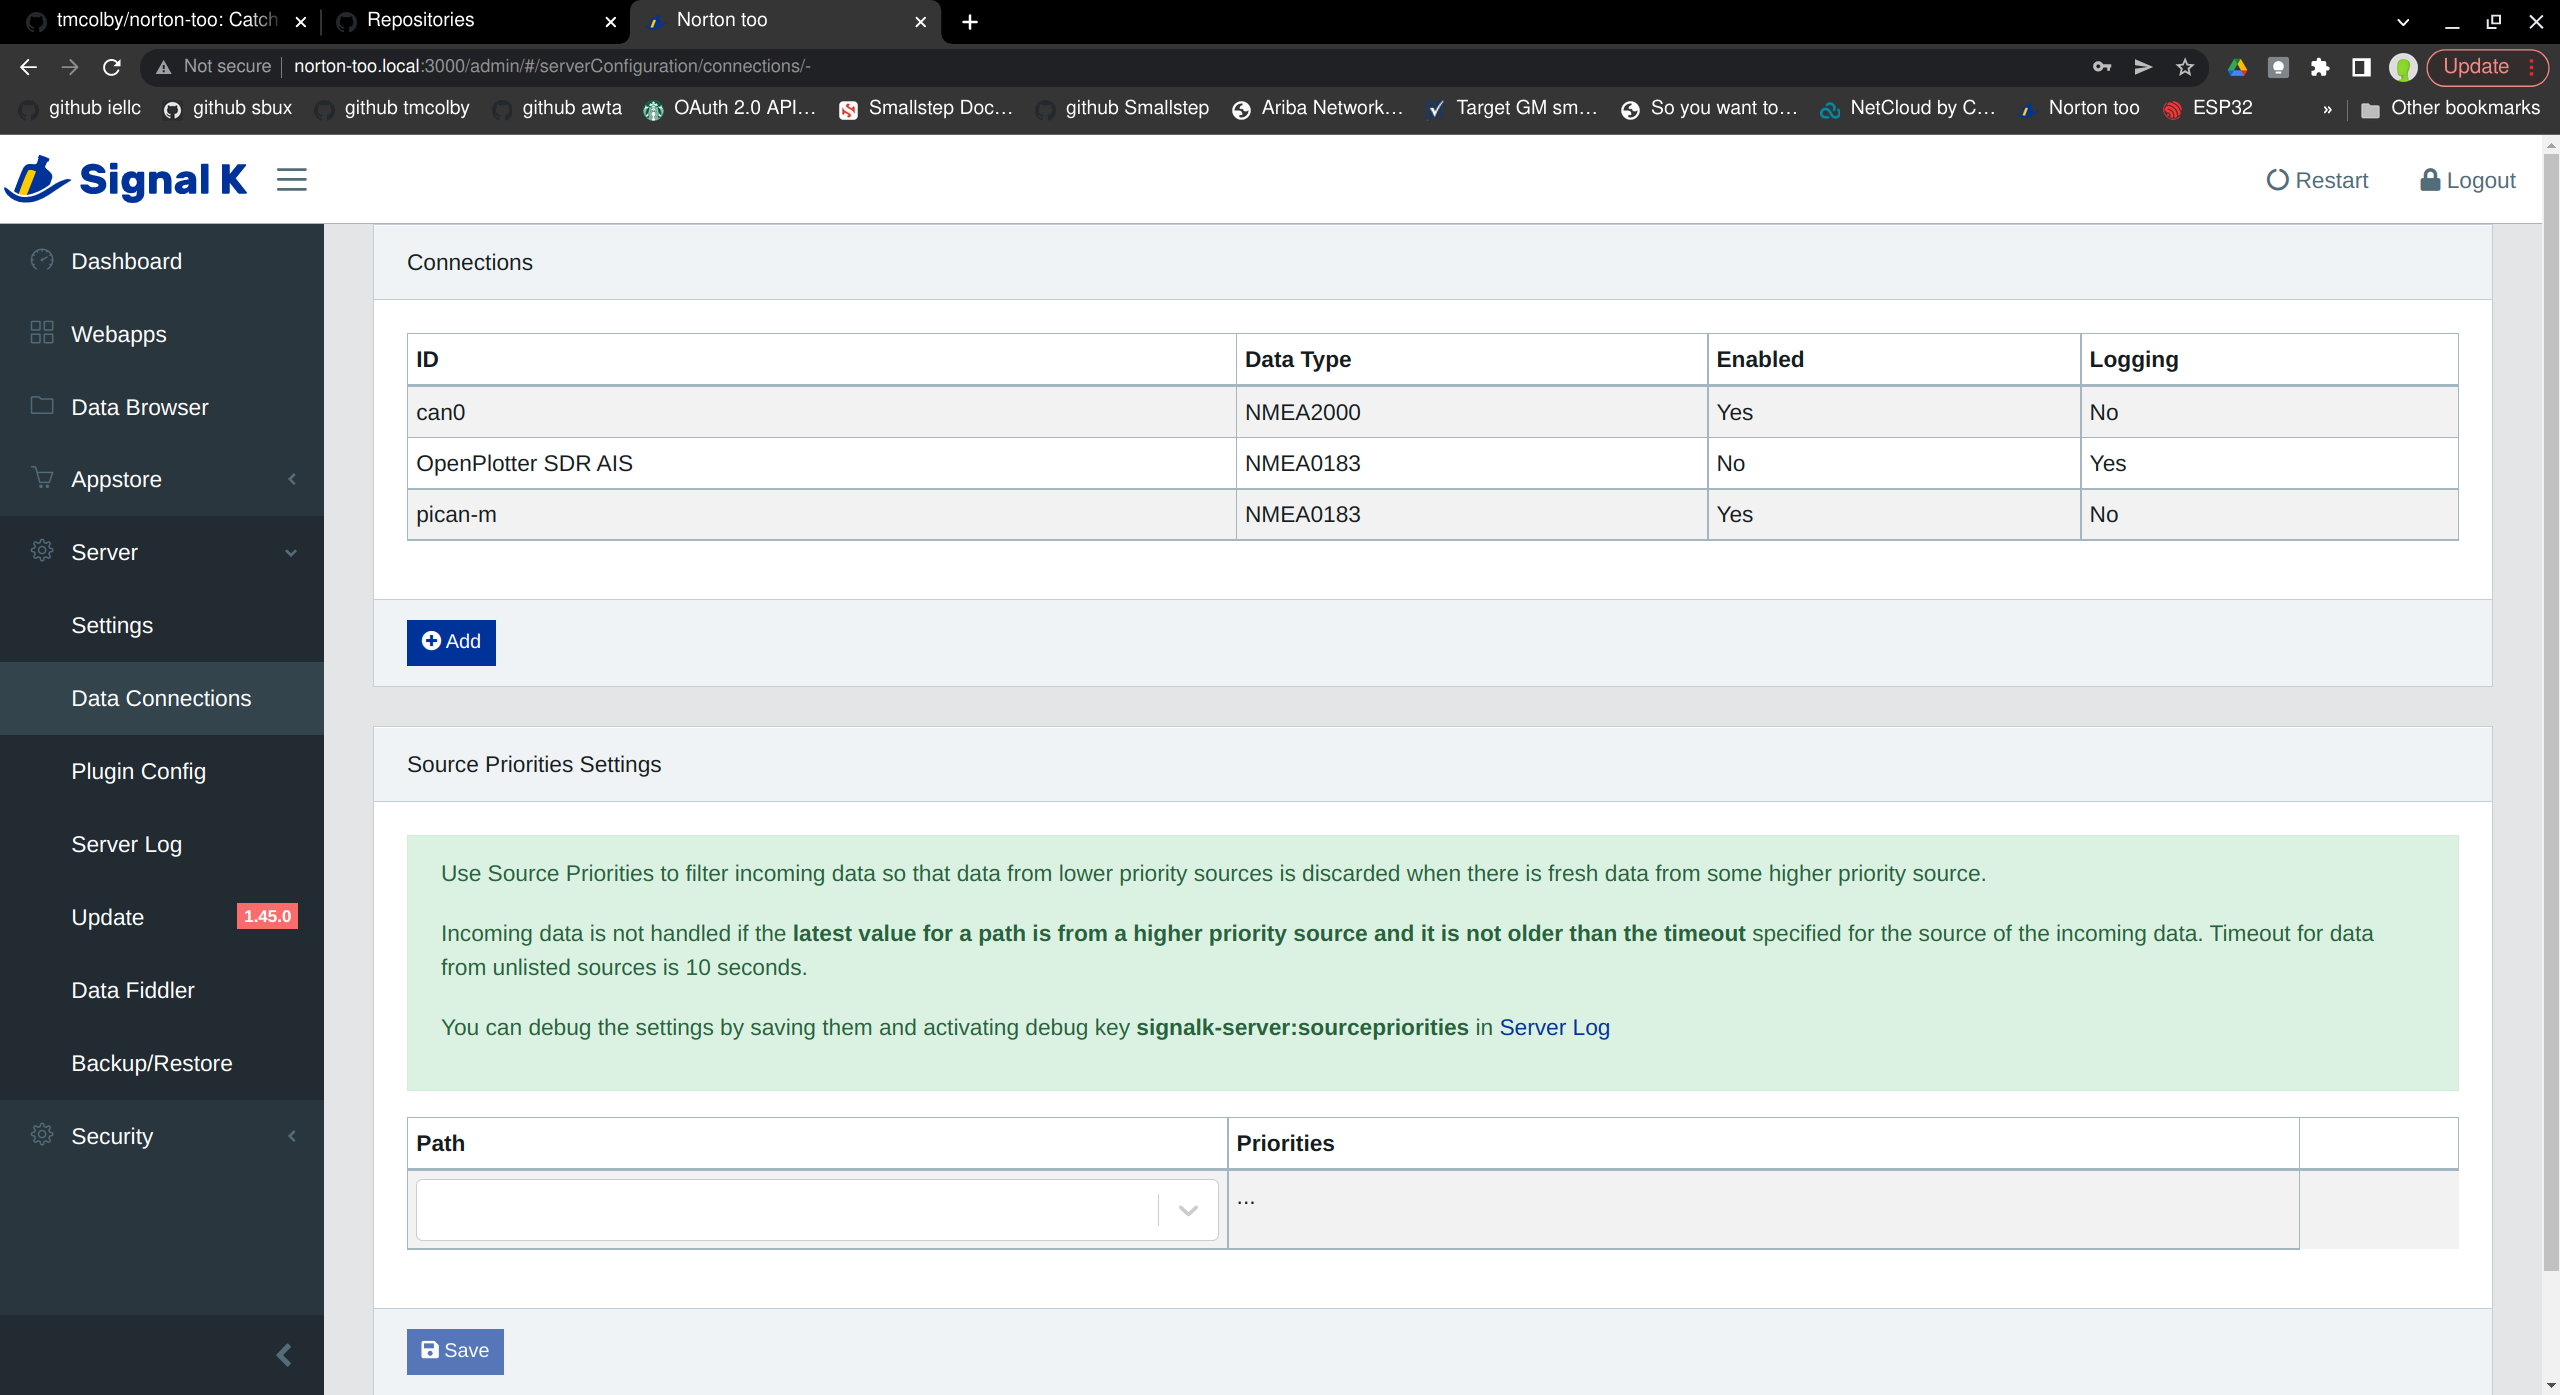 tmcolby/norton-too: Catch
Repositories
Norton too
Not secure
norton-too.local:3000/admin/#/serverConfiguration/connections/-
Update
github iellc
github sbux
github tmcolby
github awta
OAuth 2.0 API...
Smallstep Doc...
github Smallstep
Ariba Network...
Target GM sm...
So you want to...
NetCloud by C...
Norton too
ESP32
»
Other bookmarks
Signal K
Restart
Logout
Dashboard
Webapps
Data Browser
Appstore
Server
Settings
Data Connections
Plugin Config
Server Log
Update 1.45.0
Data Fiddler
Backup/Restore
Security
Connections
ID Data Type Enabled Logging
can0 NMEA2000 Yes No
OpenPlotter SDR AIS NMEA0183 No Yes
pican-m NMEA0183 Yes No
Add
Source Priorities Settings
Use Source Priorities to filter incoming data so that data from lower priority sources is discarded when there is fresh data from some higher priority source.
Incoming data is not handled if the latest value for a path is from a higher priority source and it is not older than the timeout specified for the source of the incoming data. Timeout for data
from unlisted sources is 10 seconds.
You can debug the settings by saving them and activating debug key signalk-server:sourcepriorities in Server Log
Path Priorities
...
Save